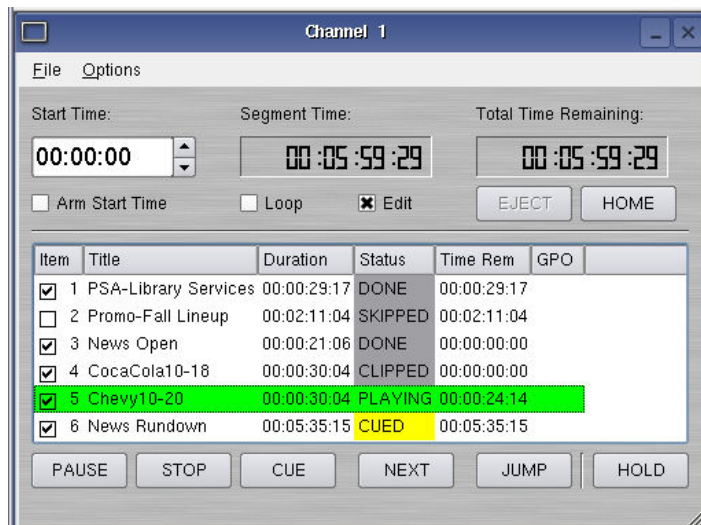 Channel 1
File Options
Start Time: Segment Time: Total Time Remaining:
00:00:00 00:05:59:29 00:05:59:29
Arm Start Time Loop Edit EJECT HOME
Item Title Duration Status Time Rem GPO
1 PSA-Library Services 00:00:29:17 DONE 00:00:29:17
2 Promo-Fall Lineup 00:02:11:04 SKIPPED 00:02:11:04
3 News Open 00:00:21:06 DONE 00:00:00:00
4 CocaCola10-18 00:00:30:04 CLIPPED 00:00:00:00
5 Chevy10-20 00:00:30:04 PLAYING 00:00:24:14
6 News Rundown 00:05:35:15 CUED 00:05:35:15
PAUSE STOP CUE NEXT JUMP HOLD